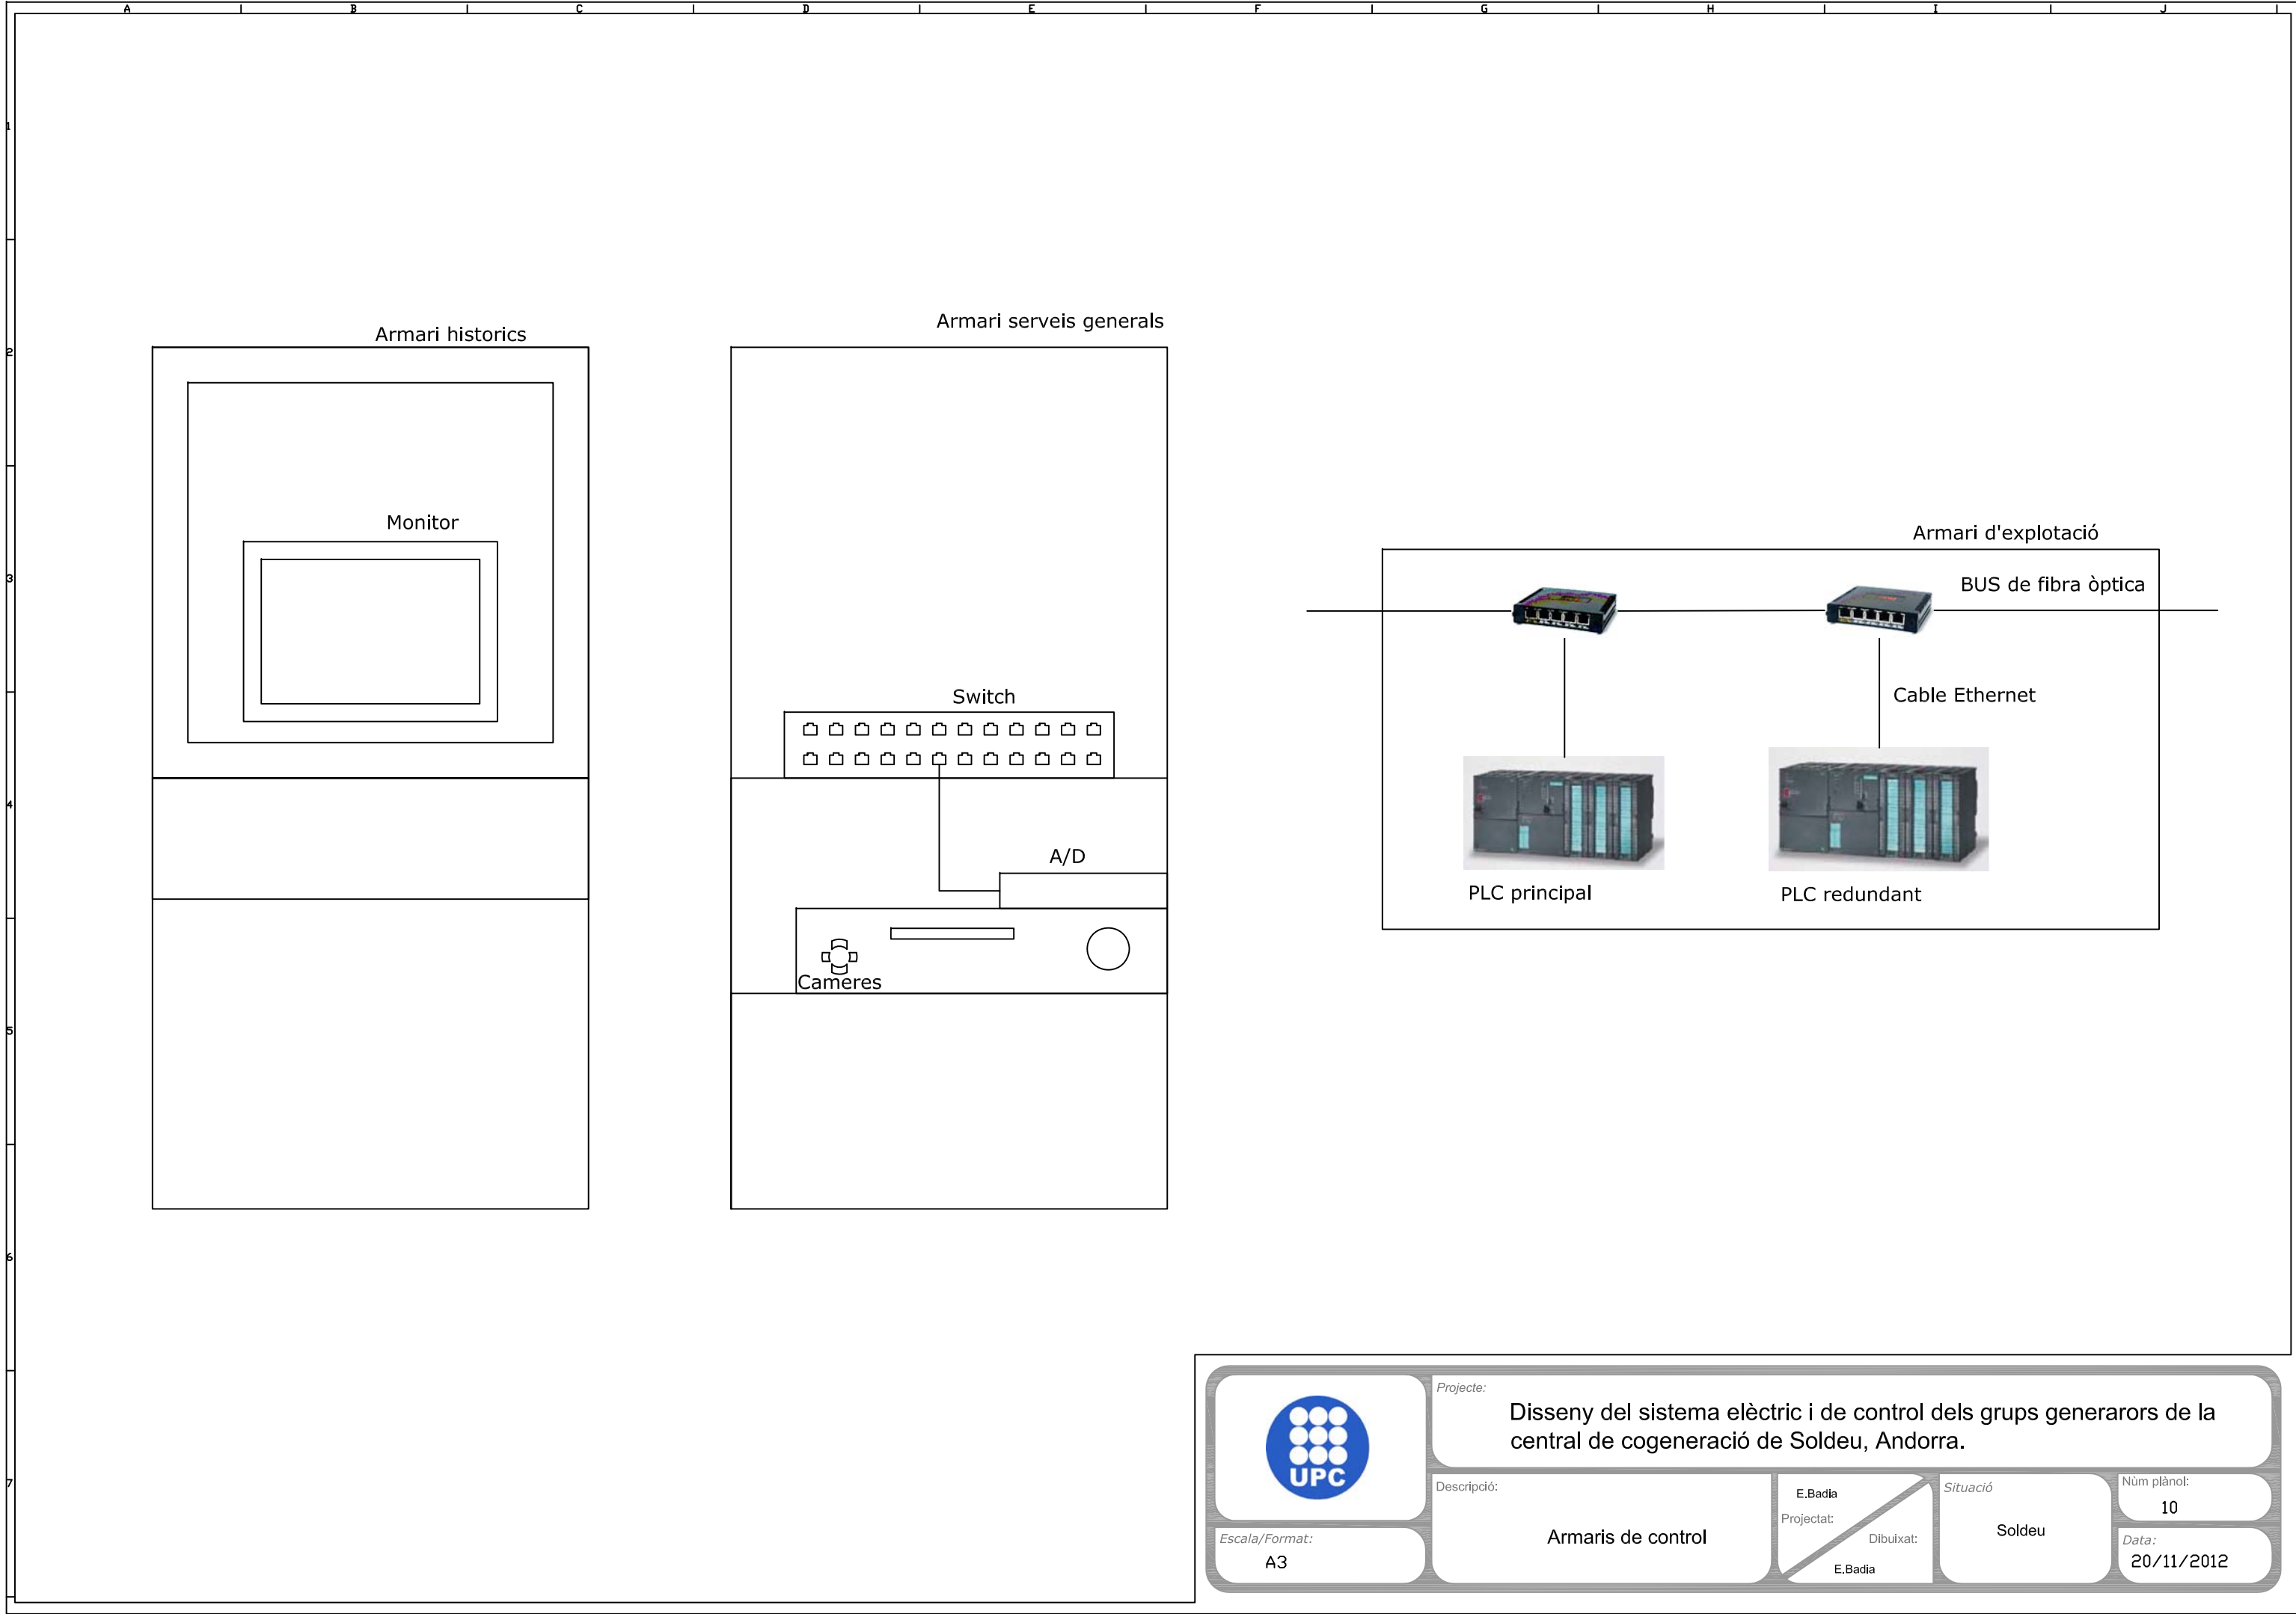 A B C D E F G H I J
1
2
3
4
5
6
7
Armari historics
Monitor
Armari serveis generals
Switch
A/D
Cameres
Armari d'explotació
BUS de fibra òptica
Cable Ethernet
PLC principal
PLC redundant
UPC
Projecte:
Disseny del sistema elèctric i de control dels grups generarors de la
central de cogeneració de Soldeu, Andorra.
Escala/Format:
A3
Descripció:
Armaris de control
E.Badia
Projectat:
Dibuixat:
E.Badia
Situació
Soldeu
Núm plànol:
10
Data:
20/11/2012